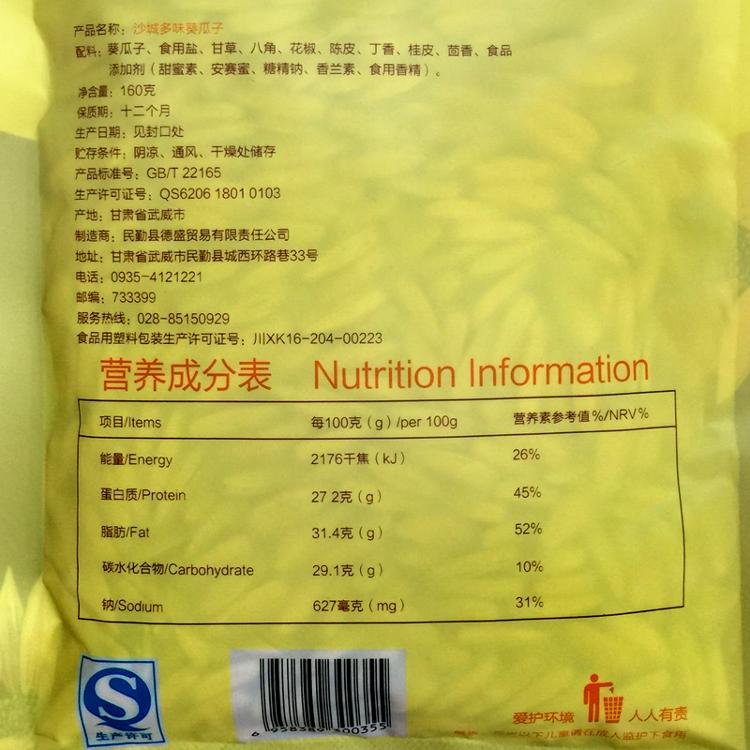 产品名称：沙城多味葵瓜子
配料：葵瓜子、食用盐、甘草、八角、花椒、陈皮、丁香、桂皮、茴香、食品
添加剂（甜蜜素、安赛蜜、糖精钠、香兰素、食用香精）。
净含量：160克
保质期：十二个月
生产日期：见封口处
贮存条件：阴凉、通风、干燥处储存
产品标准号：GB/T 22165
生产许可证号：QS6206 1801 0103
产地：甘肃省武威市
制造商：民勤县德盛贸易有限责任公司
地址：甘肃省武威市民勤县城西环路巷33号
电话：0935-4121221
邮编：733399
服务热线：028-85150929
食品用塑料包装生产许可证号：川XK16-204-00223
营养成分表 Nutrition Information
项目/Items 每100克（g）/per 100g 营养素参考值%/NRV%
能量/Energy 2176千焦（kJ） 26%
蛋白质/Protein 27 2克（g） 45%
脂肪/Fat 31.4克（g） 52%
碳水化合物/Carbohydrate 29.1克（g） 10%
钠/Sodium 627毫克（mg） 31%
生产许可
爱护环境 人人有责
以下儿童请在成人监护下食用